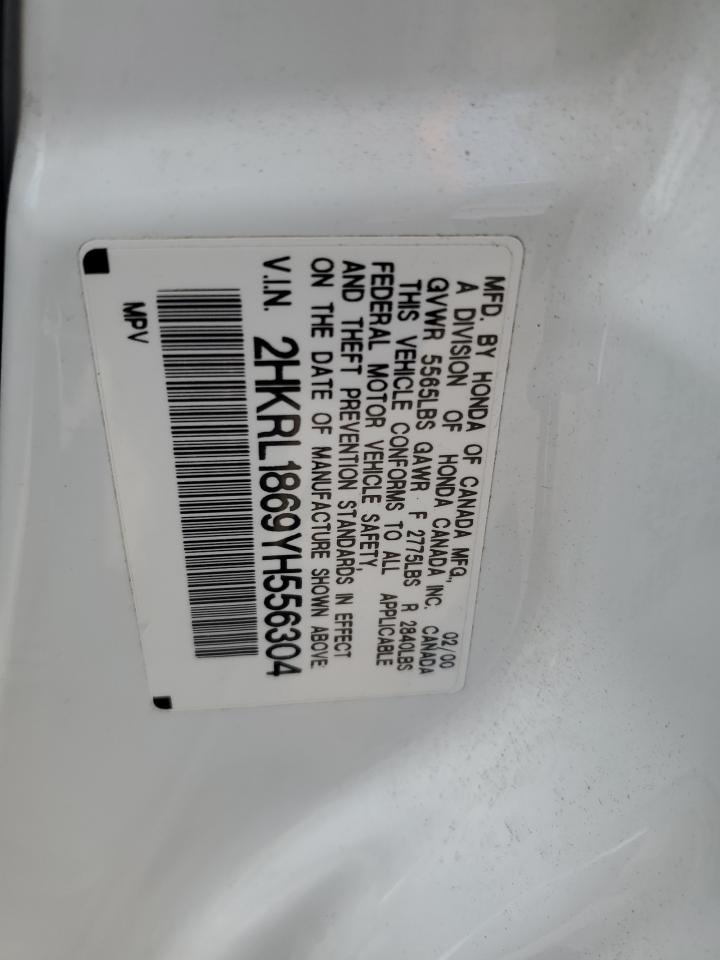 MFD. BY HONDA OF CANADA MFG.,
A DIVISION OF HONDA CANADA INC. 02/00
GVWR 5565LBS GAWR F 2775LBS R 2840LBS CANADA
THIS VEHICLE CONFORMS TO ALL APPLICABLE
FEDERAL MOTOR VEHICLE SAFETY,
AND THEFT PREVENTION STANDARDS IN EFFECT
ON THE DATE OF MANUFACTURE SHOWN ABOVE.
V.I.N. 2HKRL1869YH556304
MPV